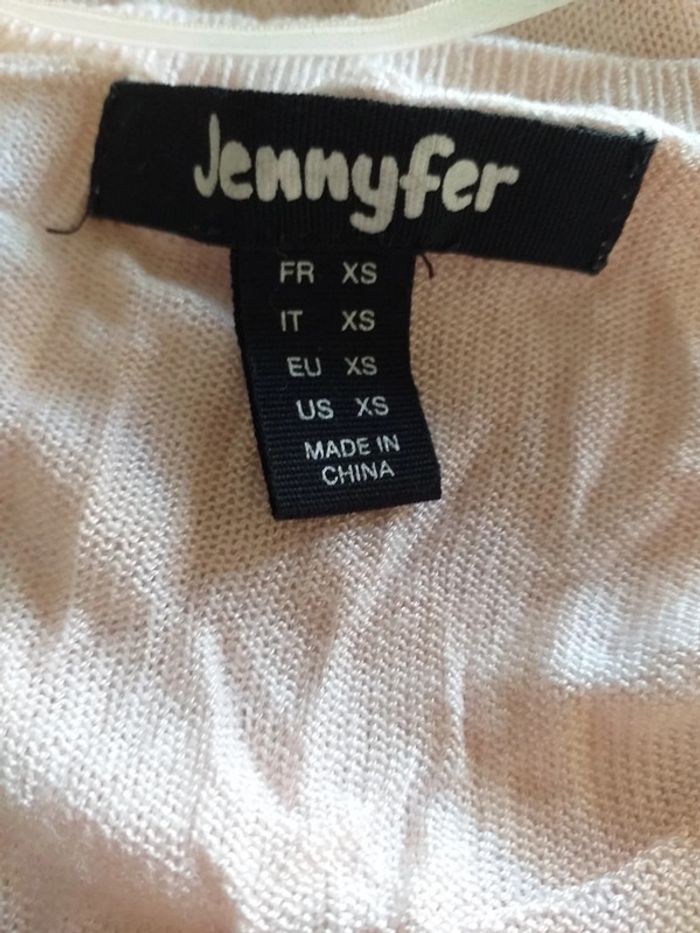 Jennyfer
FR XS
IT XS
EU XS
US XS
MADE IN
CHINA